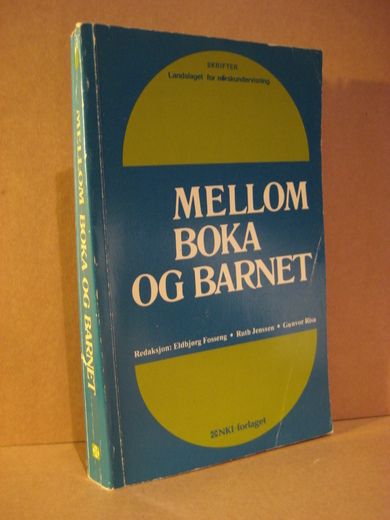 SKRIFTER
Landslaget for norskundervisning
MELLOM
BOKA
OG BARNET
Redaksjon: Eldbjørg Fosseng • Ruth Jenssen • Gunvor Risa
NKI-forlaget
MELLOM BOKA OG BARNET